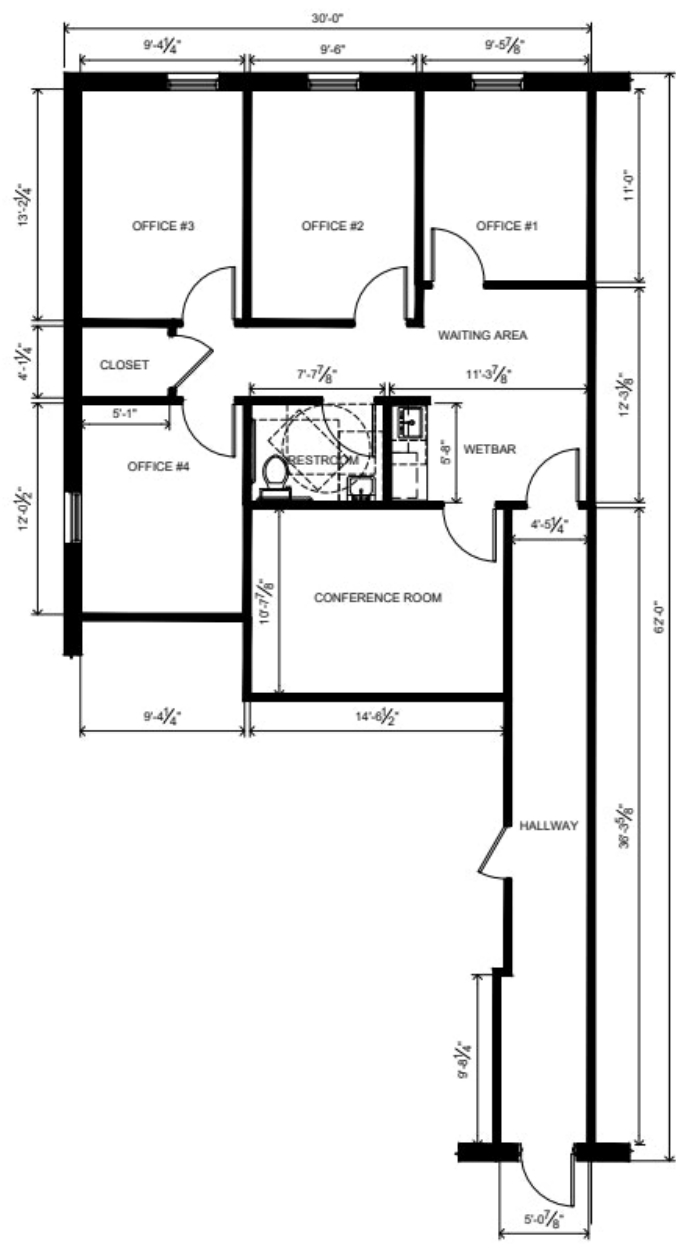 30'-0"
9'-4¼" 9'-6" 9'-5⅞"
13'-2¼"
11'-0"
OFFICE #3 OFFICE #2 OFFICE #1
WAITING AREA
4'-1¼"
CLOSET
7'-7⅞" 11'-3⅞"
12'-3⅜"
5'-1"
5'-8"
WETBAR
RESTROOM
OFFICE #4
12'-0½"
4'-5¼"
10'-7⅞"
CONFERENCE ROOM
62'-0"
9'-4¼" 14'-6½"
HALLWAY
36'-3⅝"
9'-8¼"
5'-0⅞"